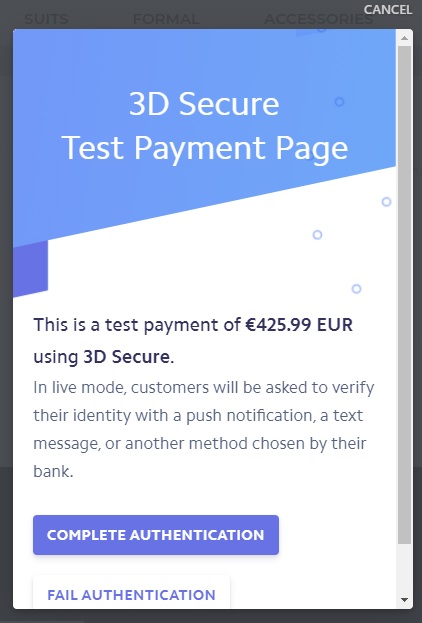 SUITS FORMAL ACCESSORIES CANCEL
3D Secure
Test Payment Page
This is a test payment of €425.99 EUR
using 3D Secure.
In live mode, customers will be asked to verify
their identity with a push notification, a text
message, or another method chosen by their
bank.
COMPLETE AUTHENTICATION
FAIL AUTHENTICATION